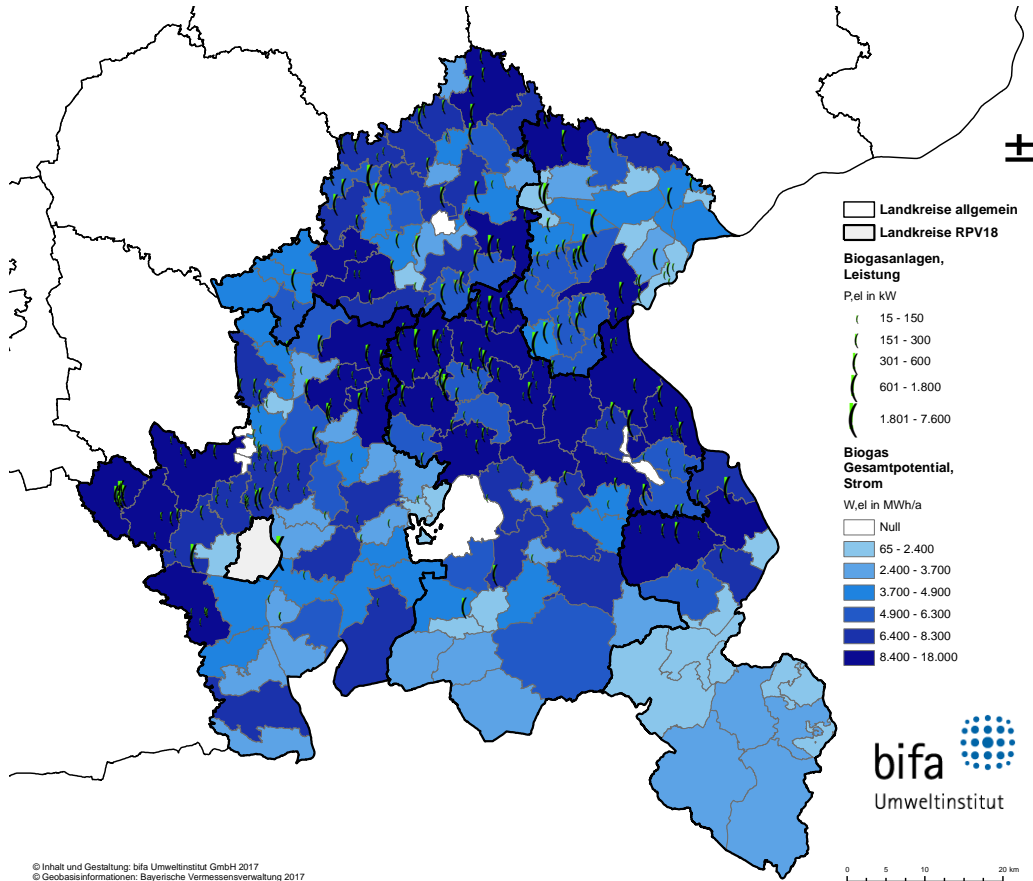 Landkreise allgemein
Landkreise RPV18
Biogasanlagen,
Leistung
P,el in kW
15 - 150
151 - 300
301 - 600
601 - 1.800
1.801 - 7.600
Biogas
Gesamtpotential,
Strom
W,el in MWh/a
Null
65 - 2.400
2.400 - 3.700
3.700 - 4.900
4.900 - 6.300
6.400 - 8.300
8.400 - 18.000
bifa
Umweltinstitut
© Inhalt und Gestaltung: bifa Umweltinstitut GmbH 2017
© Geobasisinformationen: Bayerische Vermessensverwaltung 2017
0 5 10 20 km